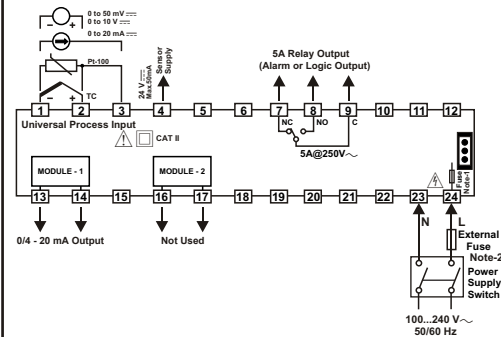 0 to 50 mV
0 to 10 V
0 to 20 mA
Pt-100
TC
24 V
Max.50mA
Sensor
Supply
5A Relay Output
(Alarm or Logic Output)
1 2 3 4 5 6 7 8 9 10 11 12
Universal Process Input
CAT II
NC NO C
5A@250V
MODULE - 1
MODULE - 2
Fuse
Note-1
13 14 15 16 17 18 19 20 21 22 23 24
0/4 - 20 mA Output
Not Used
N L
External
Fuse
Note-2
Power
Supply
Switch
100...240 V
50/60 Hz